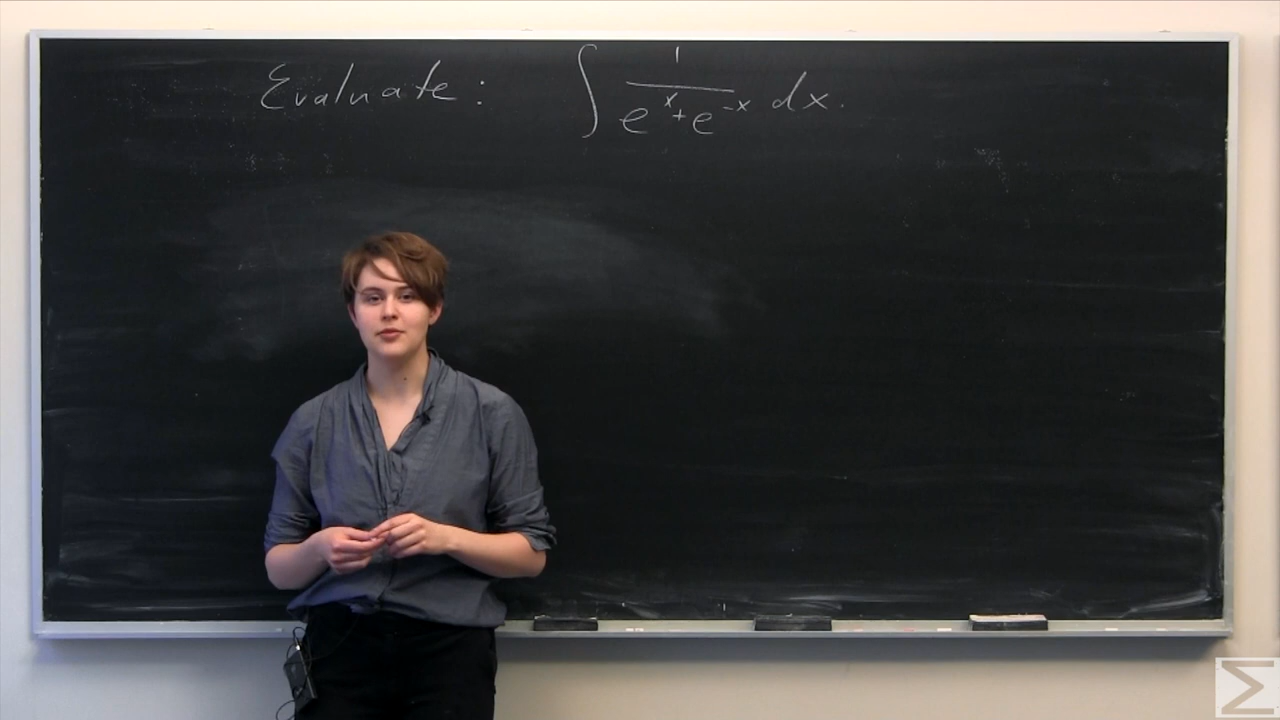 Evaluate: ∫ 1/(e^x + e^-x) dx.
Σ